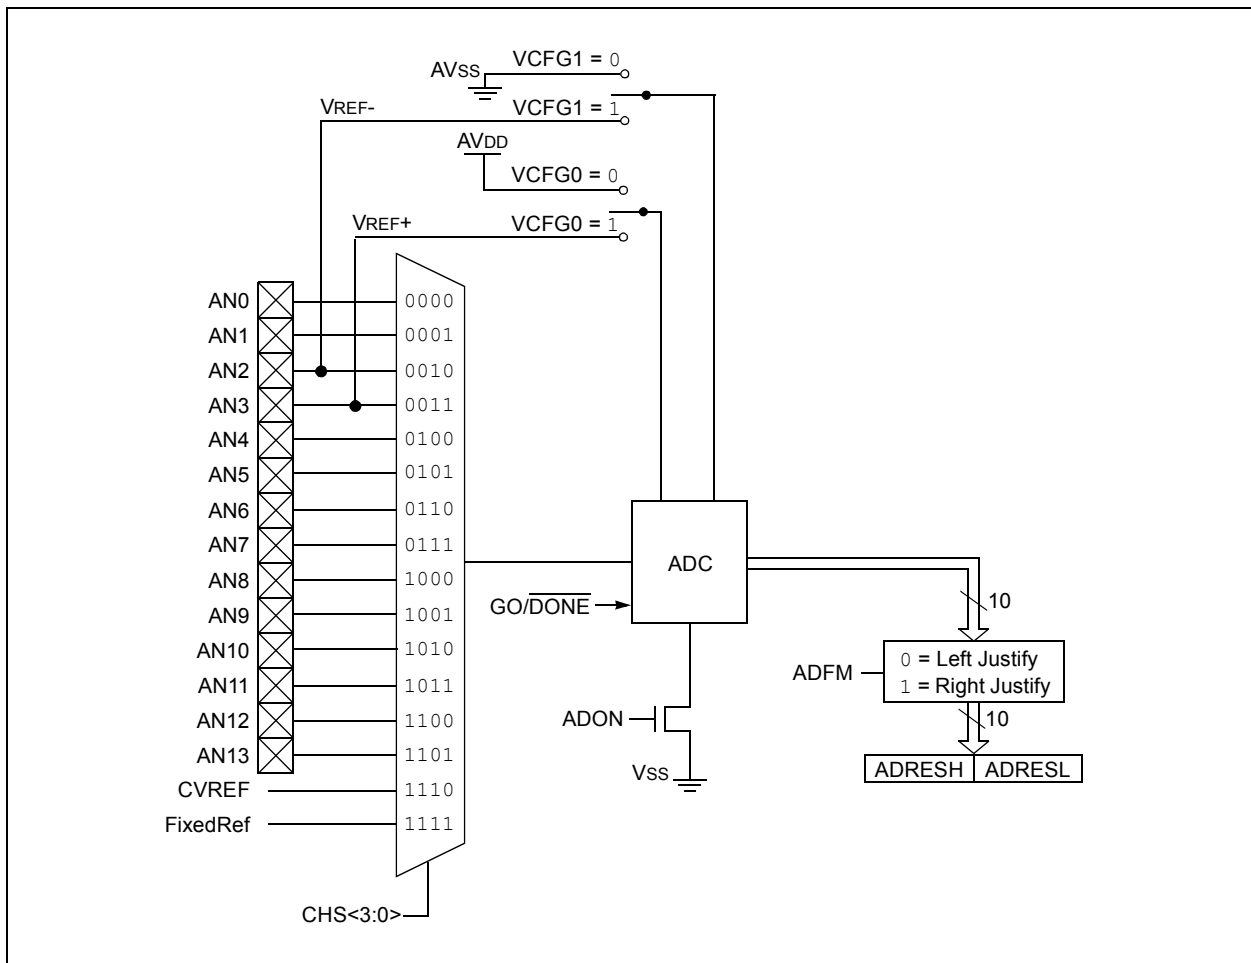 AVSS
VCFG1 = 0
VREF-
VCFG1 = 1
AVDD
VCFG0 = 0
VREF+
VCFG0 = 1
AN0
0000
AN1
0001
AN2
0010
AN3
0011
AN4
0100
AN5
0101
AN6
0110
AN7
0111
AN8
1000
AN9
1001
AN10
1010
AN11
1011
AN12
1100
AN13
1101
CVREF
1110
FixedRef
1111
CHS<3:0>
ADC
GO/DONE
10
ADFM
0 = Left Justify
1 = Right Justify
10
ADON
VSS
ADRESH
ADRESL